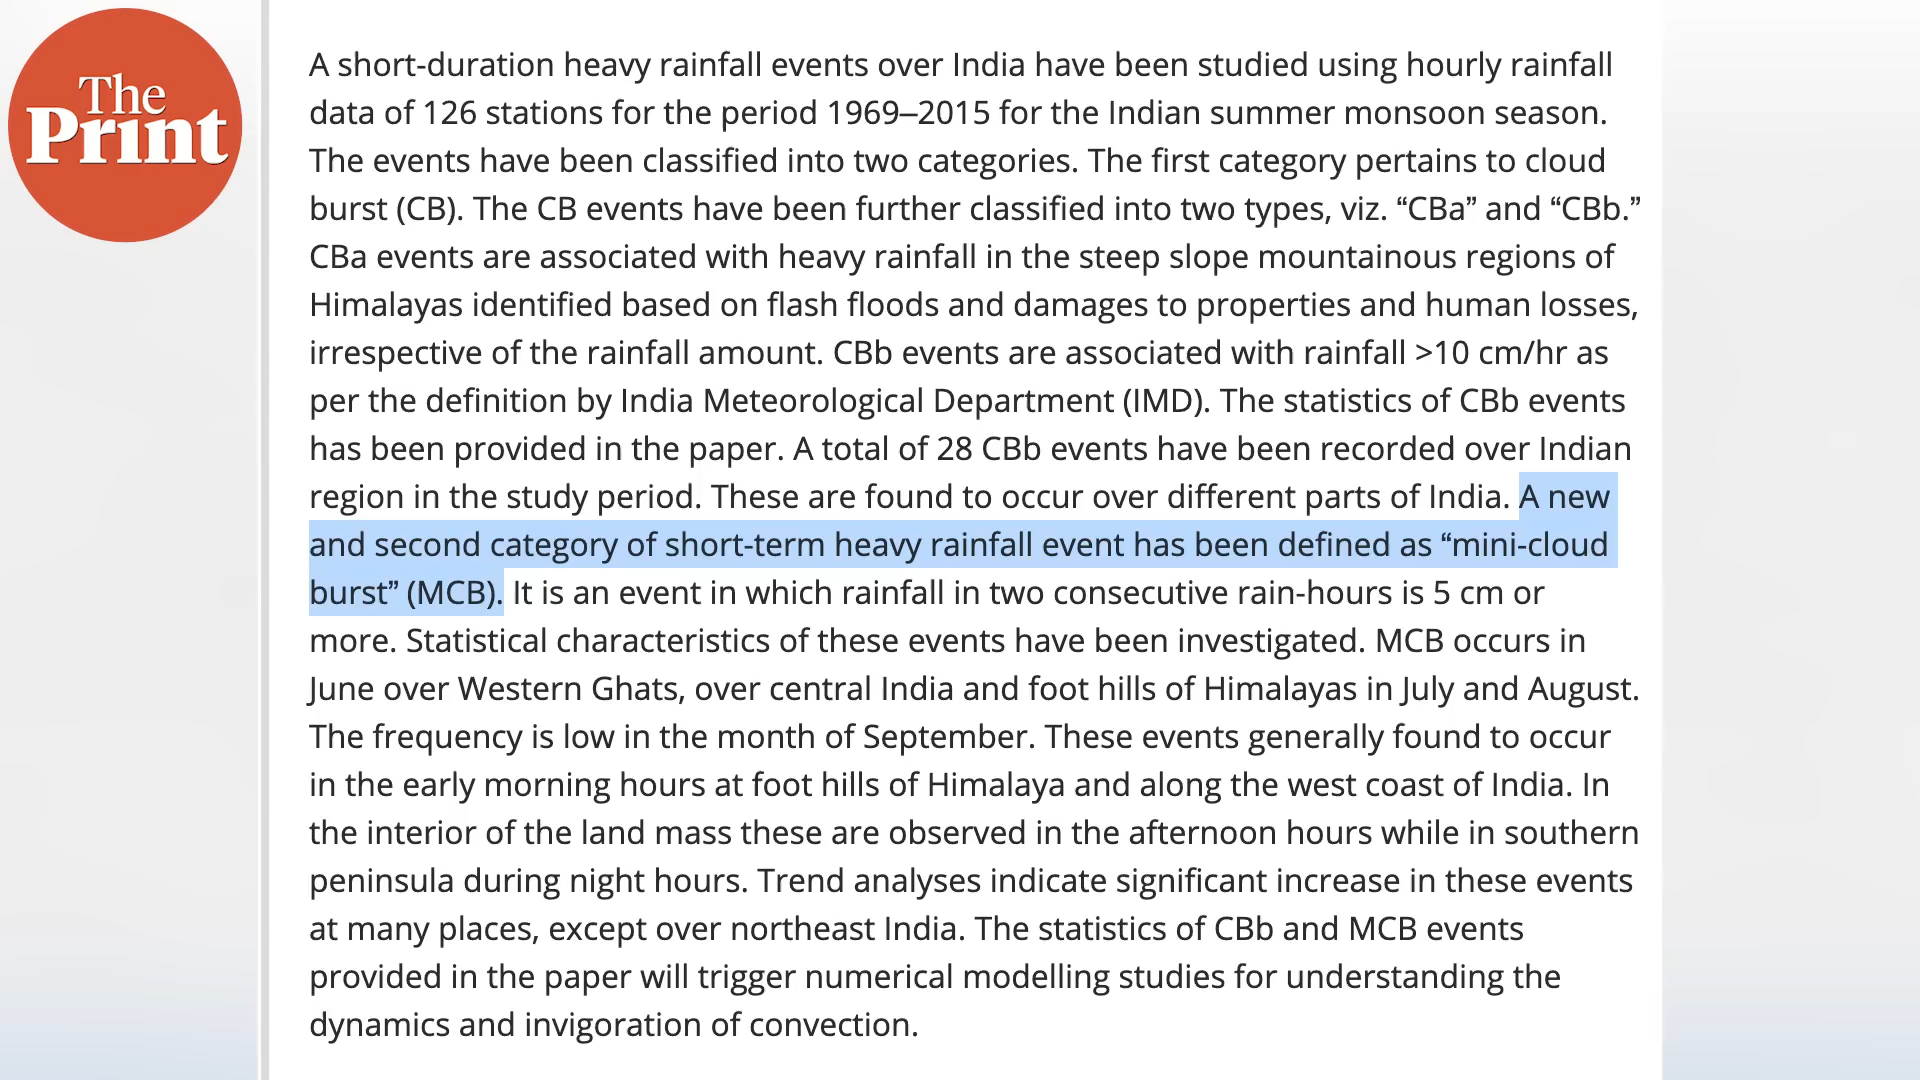 The
Print
A short-duration heavy rainfall events over India have been studied using hourly rainfall
data of 126 stations for the period 1969–2015 for the Indian summer monsoon season.
The events have been classified into two categories. The first category pertains to cloud
burst (CB). The CB events have been further classified into two types, viz. “CBa” and “CBb.”
CBa events are associated with heavy rainfall in the steep slope mountainous regions of
Himalayas identified based on flash floods and damages to properties and human losses,
irrespective of the rainfall amount. CBb events are associated with rainfall >10 cm/hr as
per the definition by India Meteorological Department (IMD). The statistics of CBb events
has been provided in the paper. A total of 28 CBb events have been recorded over Indian
region in the study period. These are found to occur over different parts of India. A new
and second category of short-term heavy rainfall event has been defined as “mini-cloud
burst” (MCB). It is an event in which rainfall in two consecutive rain-hours is 5 cm or
more. Statistical characteristics of these events have been investigated. MCB occurs in
June over Western Ghats, over central India and foot hills of Himalayas in July and August.
The frequency is low in the month of September. These events generally found to occur
in the early morning hours at foot hills of Himalaya and along the west coast of India. In
the interior of the land mass these are observed in the afternoon hours while in southern
peninsula during night hours. Trend analyses indicate significant increase in these events
at many places, except over northeast India. The statistics of CBb and MCB events
provided in the paper will trigger numerical modelling studies for understanding the
dynamics and invigoration of convection.